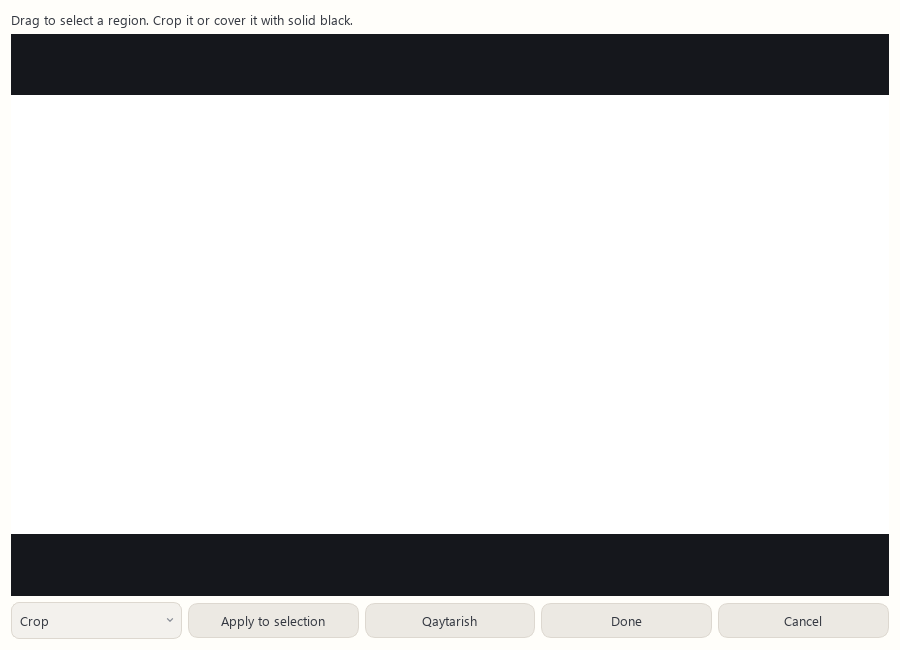 Drag to select a region. Crop it or cover it with solid black.
Crop
Apply to selection
Qaytarish
Done
Cancel